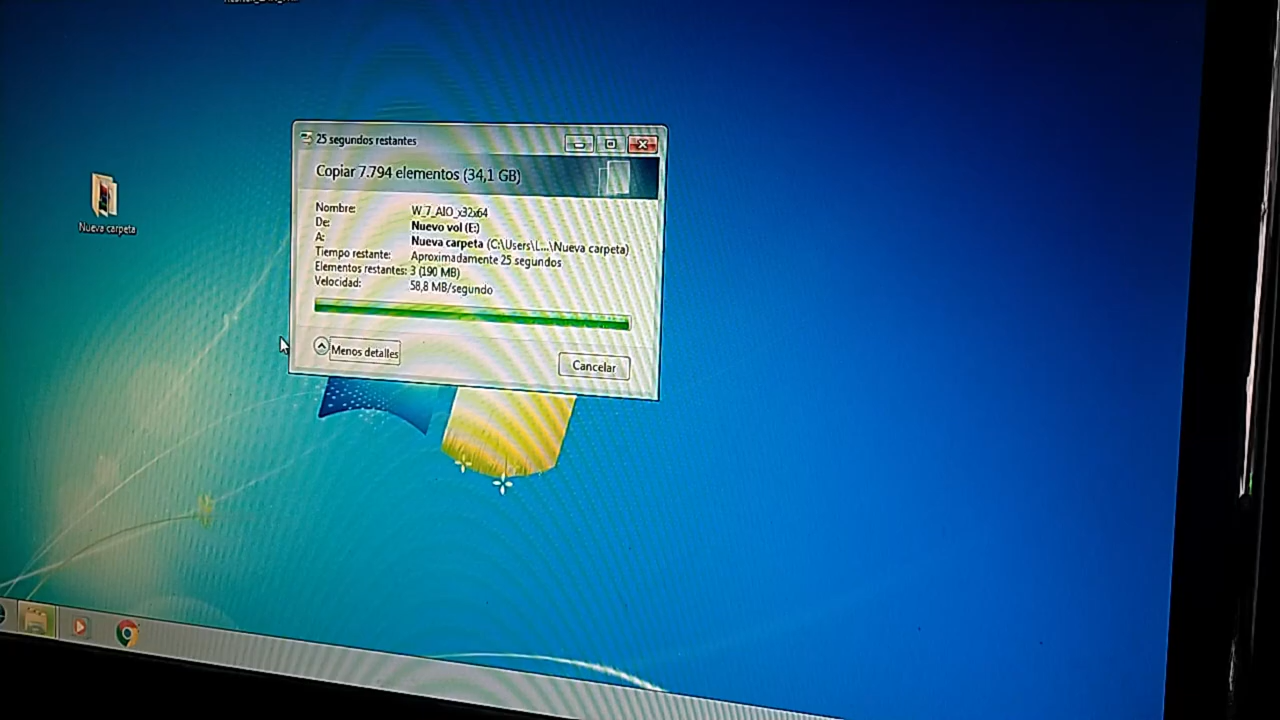 25 segundos restantes
Copiar 7.794 elementos (34,1 GB)
Nombre: W_7_AIO_x32x64
De: Nuevo vol (E:)
A: Nueva carpeta (C:\Users\L...\Nueva carpeta)
Tiempo restante: Aproximadamente 25 segundos
Elementos restantes: 3 (190 MB)
Velocidad: 58,8 MB/segundo
Menos detalles
Cancelar
Nueva carpeta